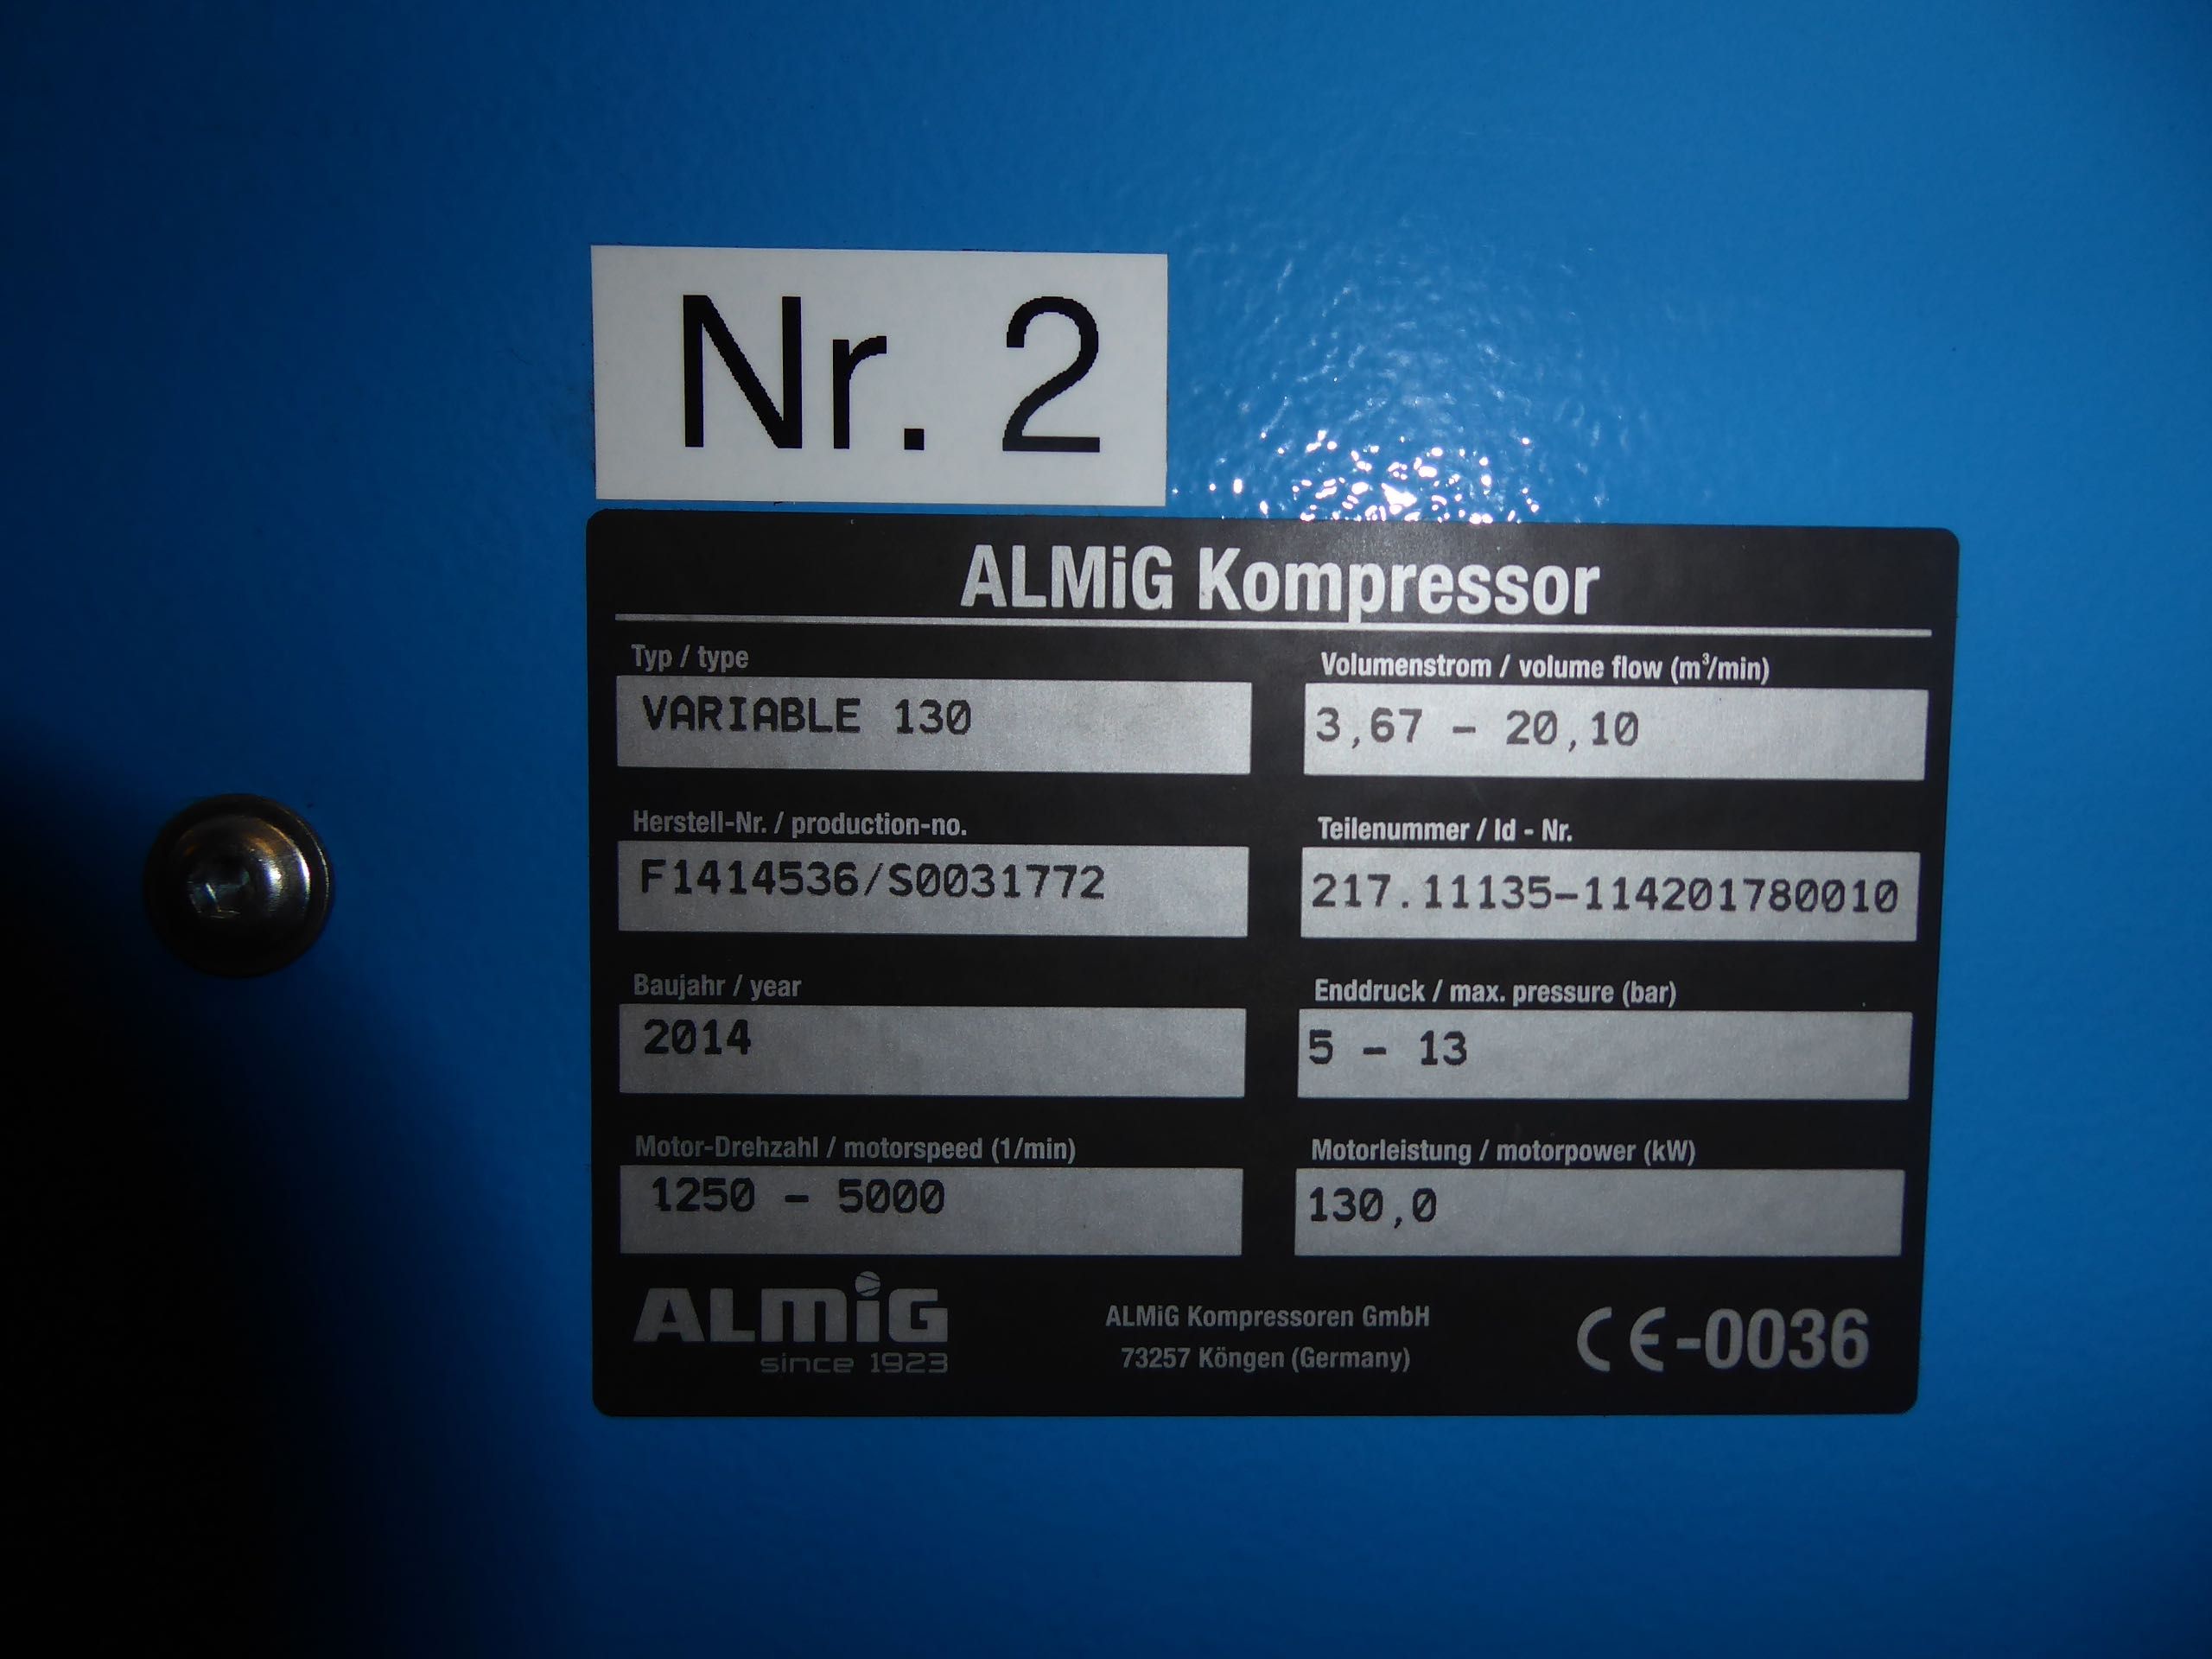 Nr. 2
ALMiG Kompressor
Typ / type
VARIABLE 130
Volumenstrom / volume flow (m³/min)
3,67 - 20,10
Herstell-Nr. / production-no.
F1414536/S0031772
Teilenummer / Id - Nr.
217.11135-114201780010
Baujahr / year
2014
Enddruck / max. pressure (bar)
5 - 13
Motor-Drehzahl / motorspeed (1/min)
1250 - 5000
Motorleistung / motorpower (kW)
130,0
ALMiG
since 1923
ALMiG Kompressoren GmbH
73257 Köngen (Germany)
CE-0036